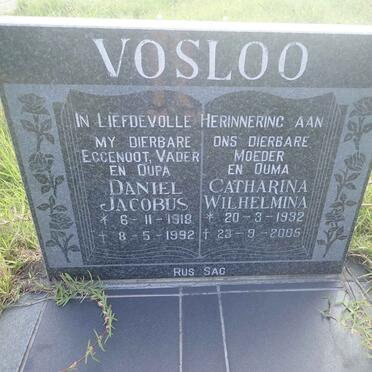 VOSLOO
IN LIEFDEVOLLE HERINNERING AAN
MY DIERBARE
EGGENOOT, VADER
EN OUPA
DANIEL
JACOBUS
* 6-11-1918
† 8-5-1992
ONS DIERBARE
MOEDER
EN OUMA
CATHARINA
WILHELMINA
* 20-3-1932
† 23-9-2005
RUS SAG